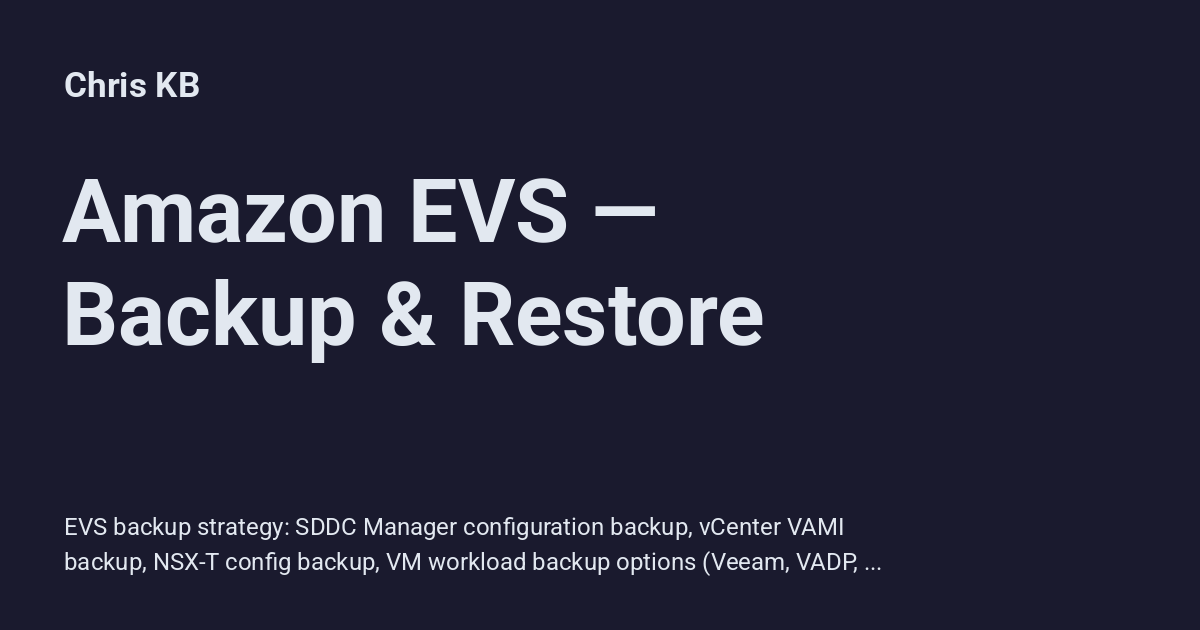 Chris KB
Amazon EVS —
Backup & Restore
EVS backup strategy: SDDC Manager configuration backup, vCenter VAMI
backup, NSX-T config backup, VM workload backup options (Veeam, VADP, ...